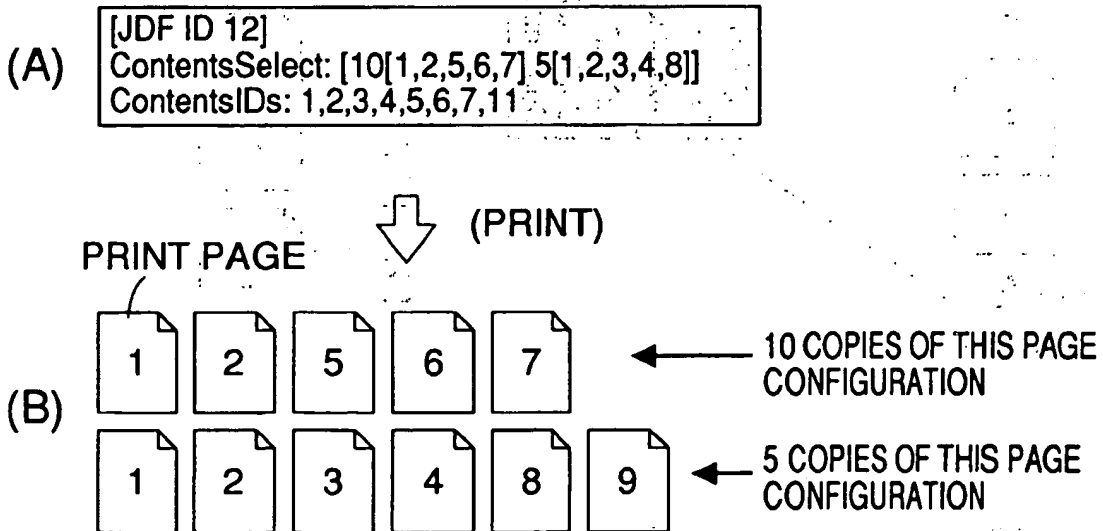 (A)
[JDF ID 12]
ContentsSelect: [10[1,2,5,6,7] 5[1,2,3,4,8]]
ContentsIDs: 1,2,3,4,5,6,7,11
(PRINT)
PRINT PAGE
1 2 5 6 7
10 COPIES OF THIS PAGE
CONFIGURATION
(B)
1 2 3 4 8 9
5 COPIES OF THIS PAGE
CONFIGURATION